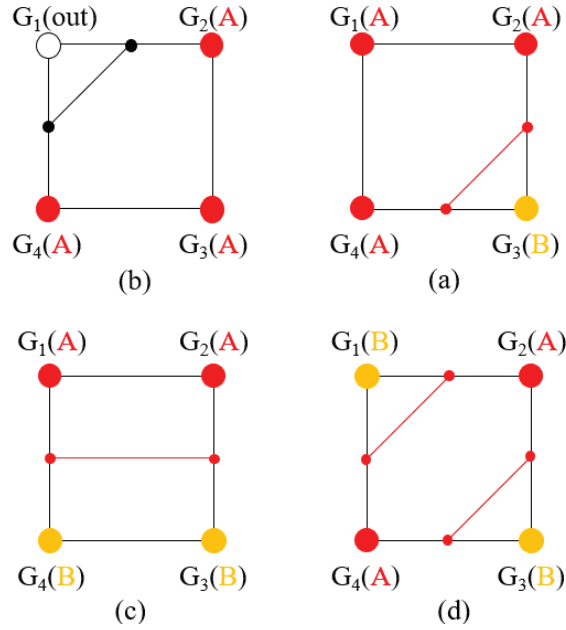 G₁(out) G₂(A) G₁(A) G₂(A)
G₄(A) G₃(A) G₄(A) G₃(B)
(b) (a)
G₁(A) G₂(A) G₁(B) G₂(A)
G₄(B) G₃(B) G₄(A) G₃(B)
(c) (d)